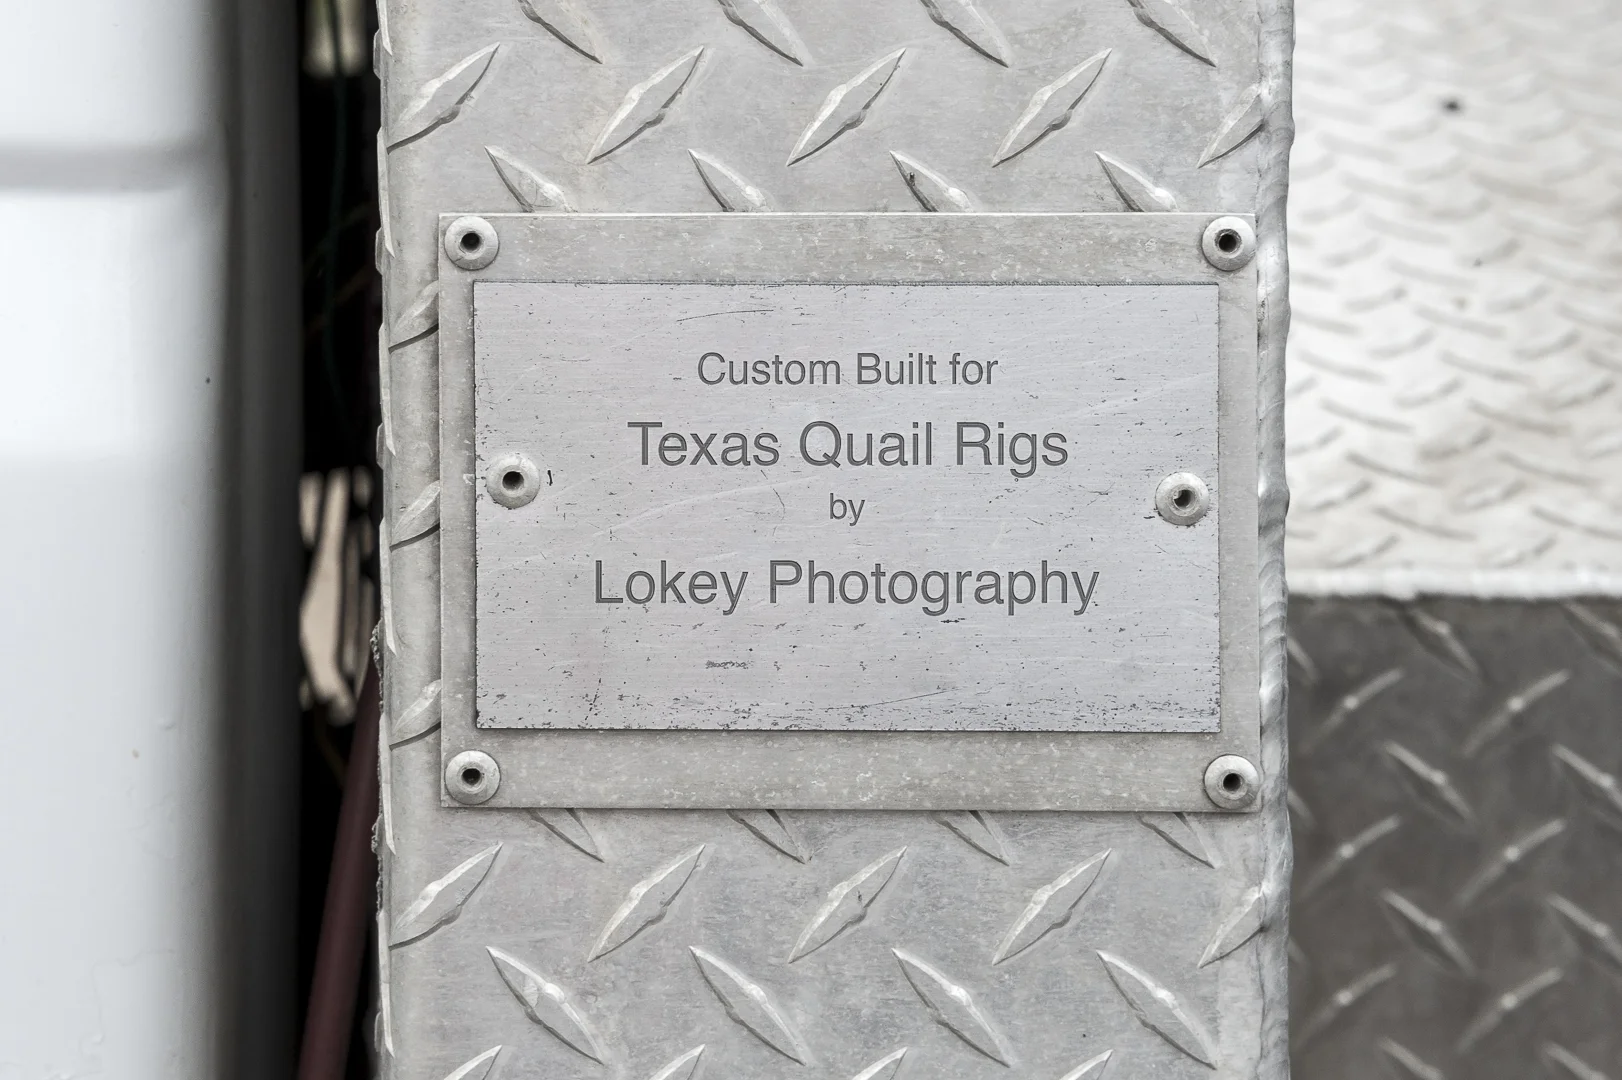 Custom Built for
Texas Quail Rigs
by
Lokey Photography